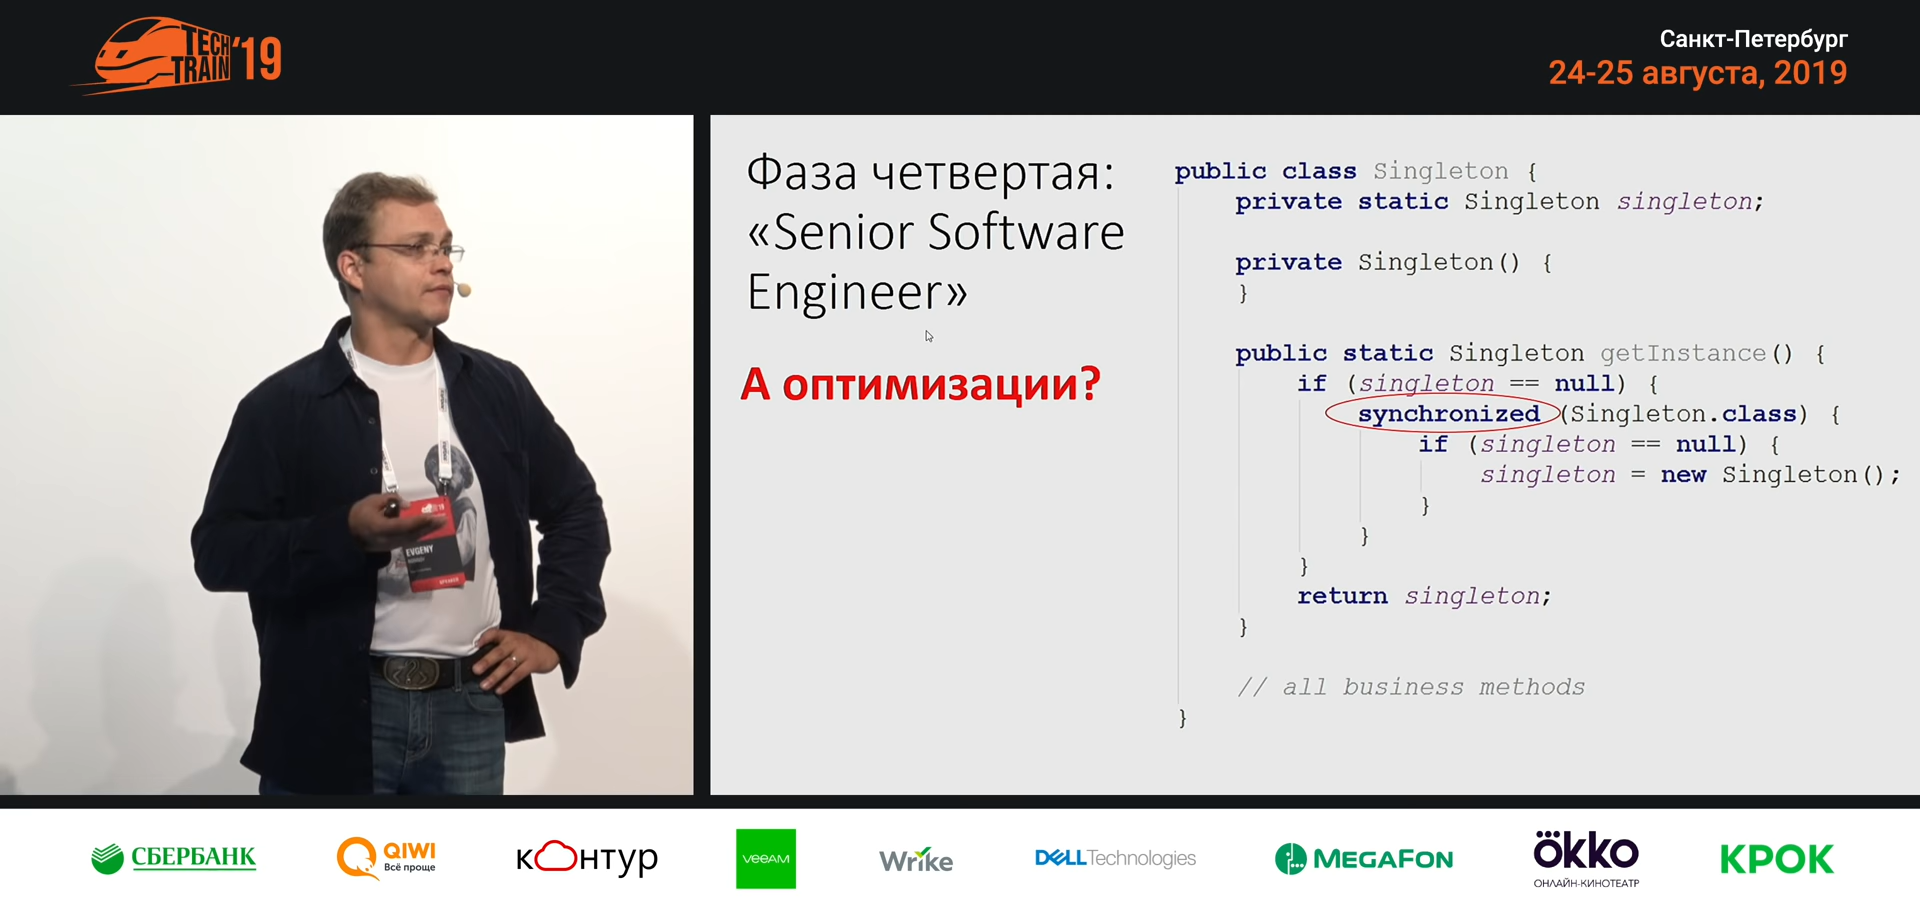 TECH
TRAIN'19
Санкт-Петербург
24-25 августа, 2019
EVGENY
SPEAKER
Фаза четвертая:
«Senior Software
Engineer»
А оптимизации?
public class Singleton {
private static Singleton singleton;
private Singleton() {
}
public static Singleton getInstance() {
if (singleton == null) {
synchronized (Singleton.class) {
if (singleton == null) {
singleton = new Singleton();
}
}
}
return singleton;
}
// all business methods
}
СБЕРБАНК
QIWI
Всё проще
контур
veeAM
Wrike
DELL Technologies
MEGAFON
ökko
ОНЛАЙН-КИНОТЕАТР
КРОК